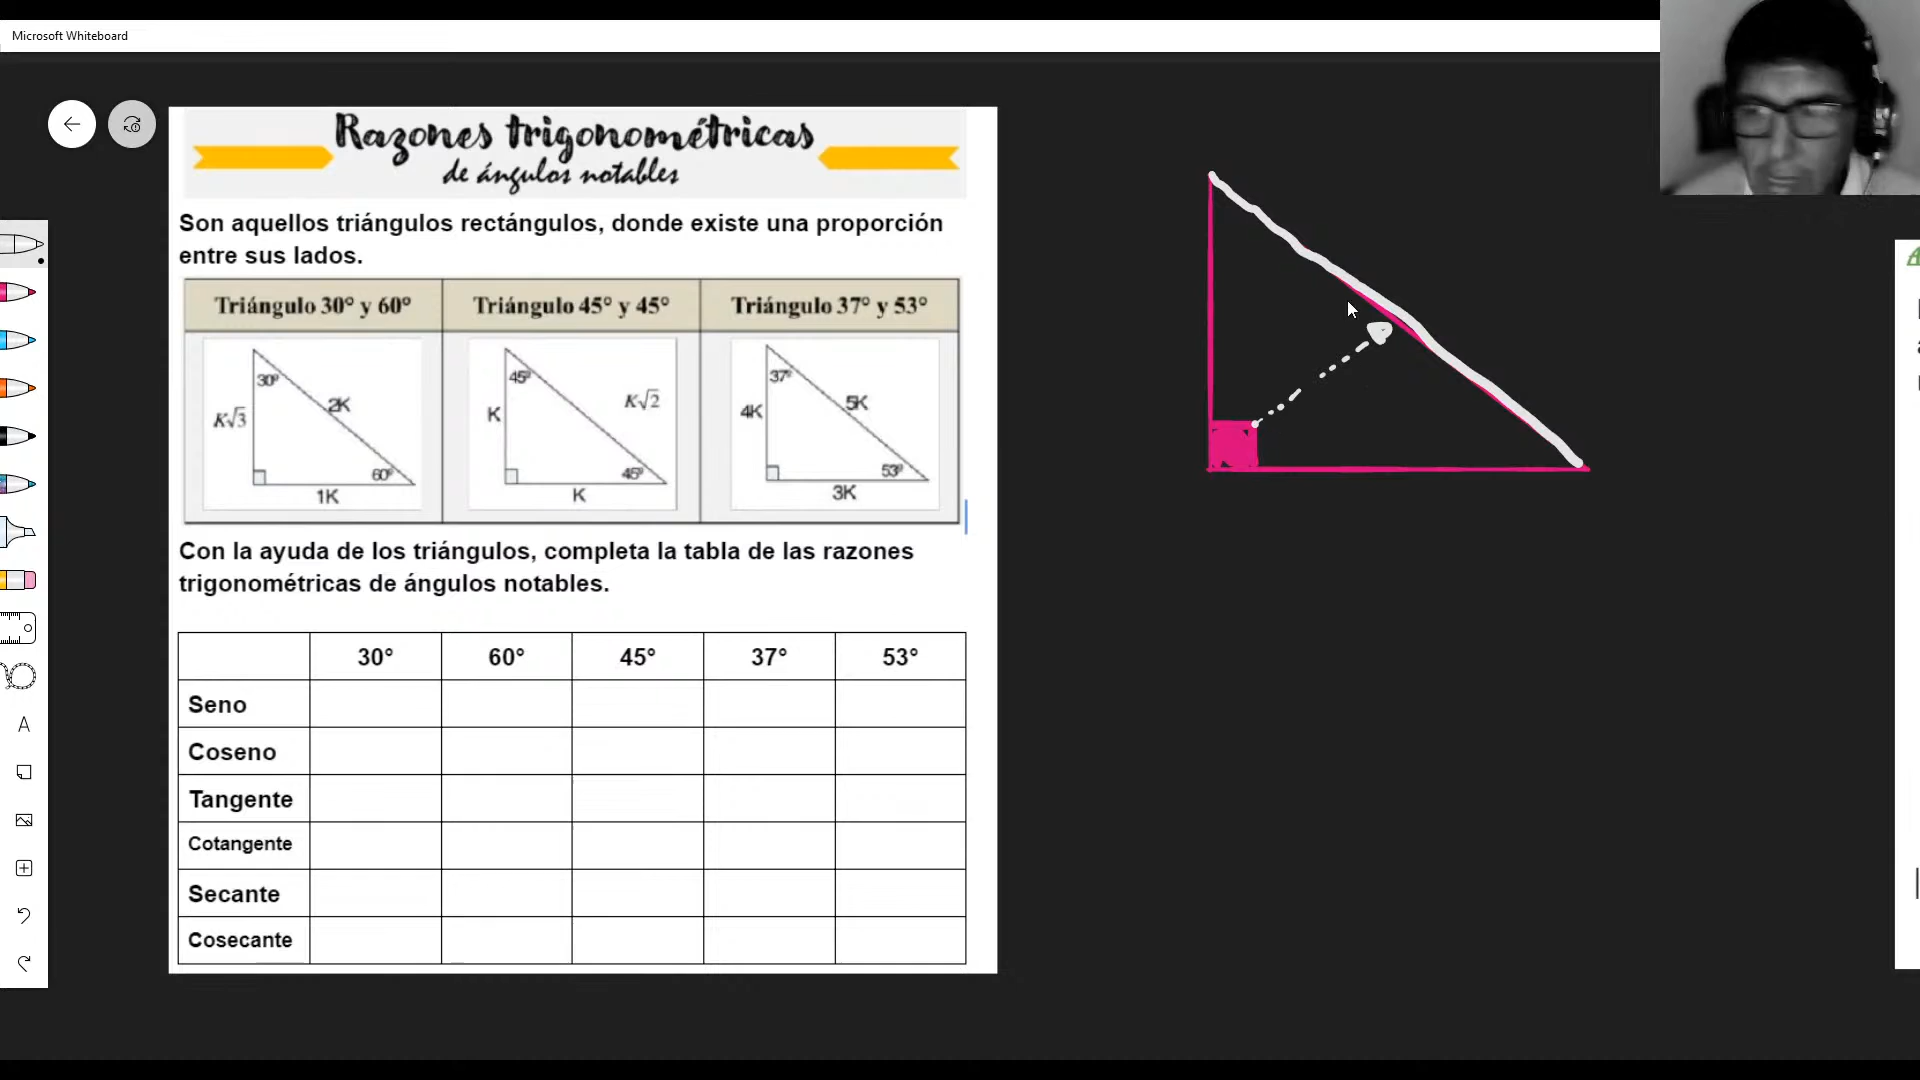 Microsoft Whiteboard
Razones trigonométricas
de ángulos notables
Son aquellos triángulos rectángulos, donde existe una proporción
entre sus lados.
Triángulo 30° y 60° Triángulo 45° y 45° Triángulo 37° y 53°
30° 45° 37°
K√3 2K K K√2 4K 5K
60° 45° 53°
1K K 3K
Con la ayuda de los triángulos, completa la tabla de las razones
trigonométricas de ángulos notables.
30° 60° 45° 37° 53°
Seno
Coseno
Tangente
Cotangente
Secante
Cosecante
A